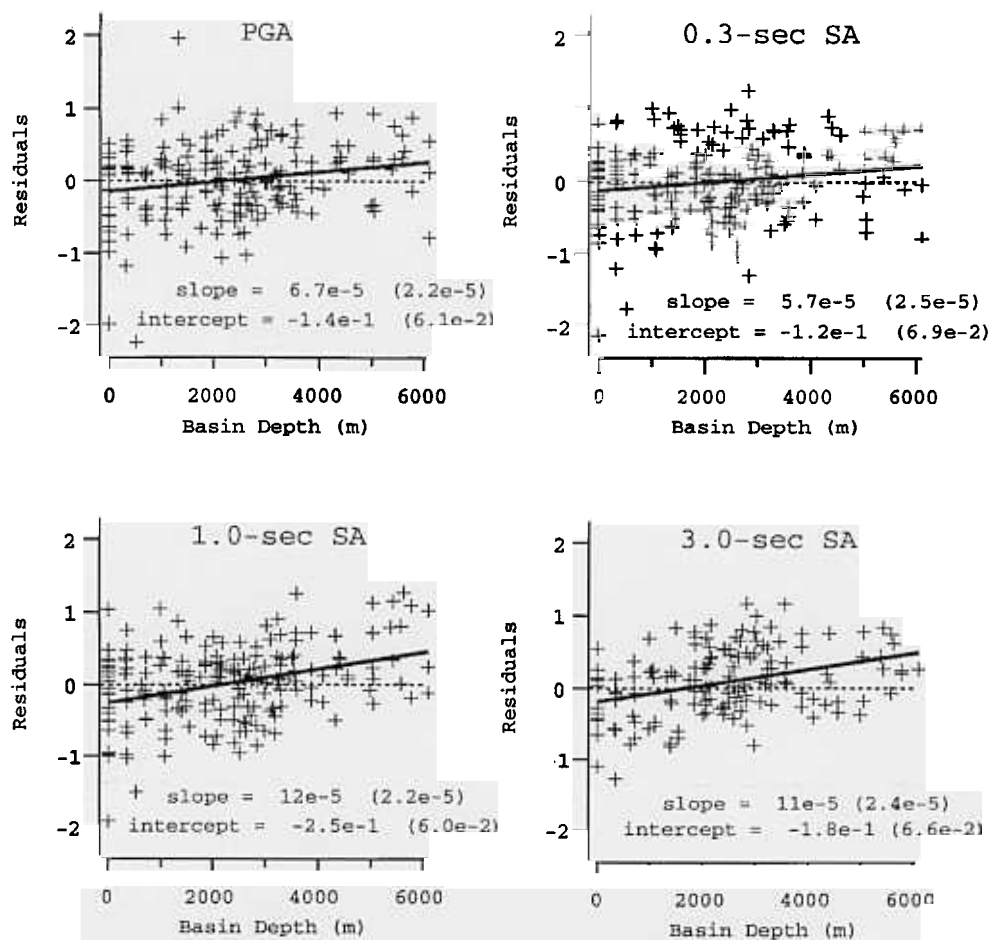 PGA
2
1
0
-1
-2
Residuals
slope = 6.7e-5 (2.2e-5)
intercept = -1.4e-1 (6.1e-2)
0 2000 4000 6000
Basin Depth (m)
0.3-sec SA
2
1
0
-1
-2
Residuals
slope = 5.7e-5 (2.5e-5)
intercept = -1.2e-1 (6.9e-2)
0 2000 4000 6000
Basin Depth (m)
1.0-sec SA
2
1
0
-1
-2
Residuals
slope = 12e-5 (2.2e-5)
intercept = -2.5e-1 (6.0e-2)
0 2000 4000 6000
Basin Depth (m)
3.0-sec SA
2
1
0
-1
-2
Residuals
slope = 11e-5 (2.4e-5)
intercept = -1.8e-1 (6.6e-2)
0 2000 4000 6000
Basin Depth (m)